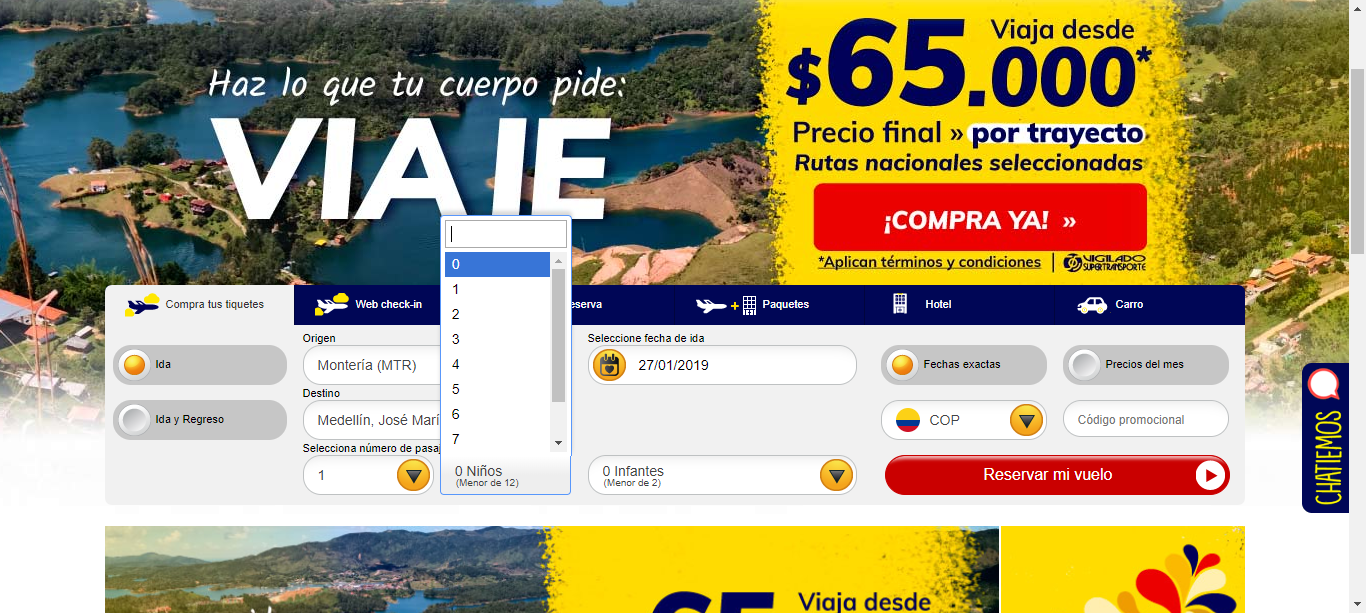 Haz lo que tu cuerpo pide:
VIAJE
Viaja desde
$65.000*
Precio final » por trayecto
Rutas nacionales seleccionadas
¡COMPRA YA! »
*Aplican términos y condiciones | VIGILADO
SUPERTRANSPORTE
Compra tus tiquetes
Web check-in
eserva
Paquetes
Hotel
Carro
Ida
Ida y Regreso
Origen
Montería (MTR)
Destino
Medellín, José Marí
Selecciona número de pasaj
1
0
1
2
3
4
5
6
7
0 Niños
(Menor de 12)
Seleccione fecha de ida
27/01/2019
0 Infantes
(Menor de 2)
Fechas exactas
Precios del mes
COP
Código promocional
Reservar mi vuelo
CHATIEMOS
Viaja desde
65